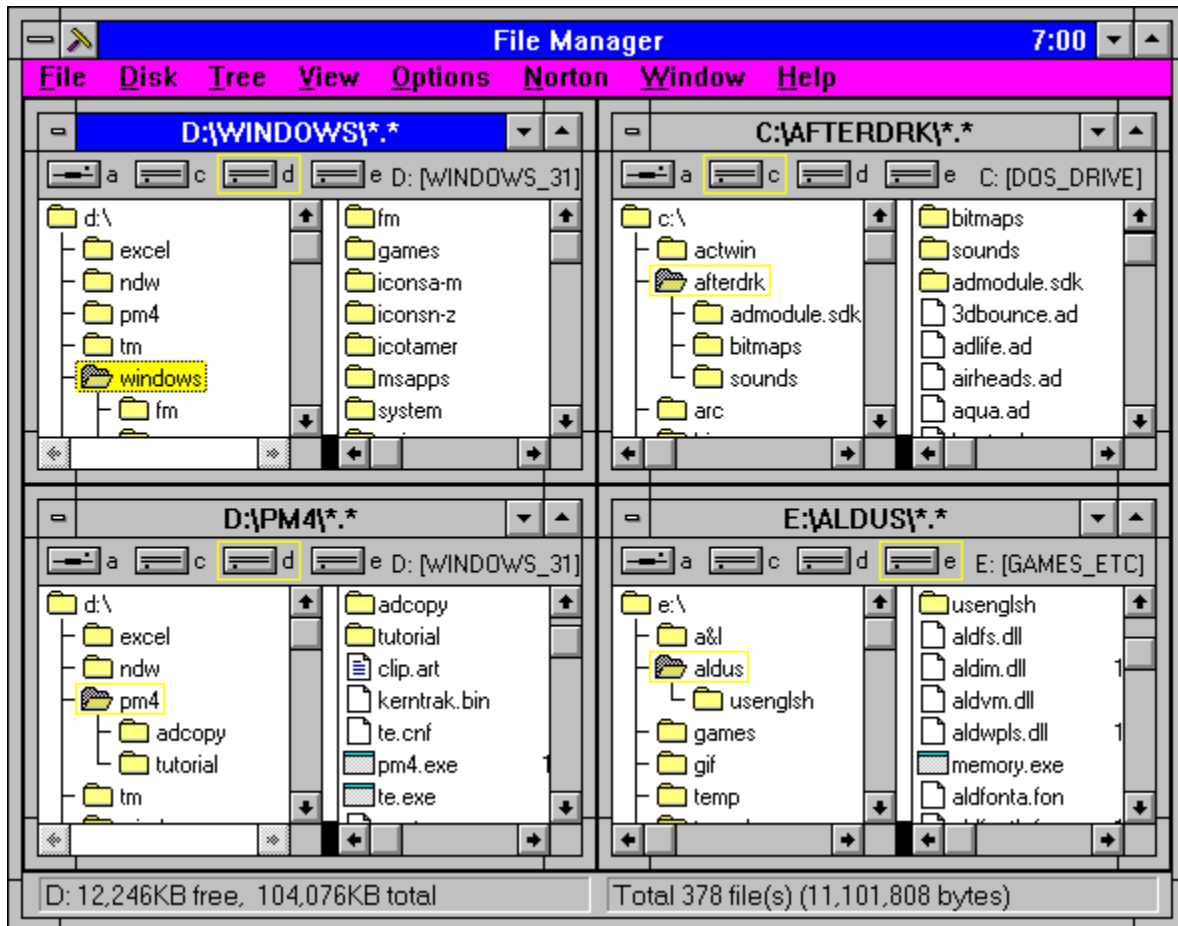 File Manager 7:00
File Disk Tree View Options Norton Window Help
D:\WINDOWS\*.*
a c d e D: [WINDOWS_31]
d:\
excel
ndw
pm4
tm
windows
fm
fm
games
iconsa-m
iconsn-z
icotamer
msapps
system
C:\AFTERDRK\*.*
a c d e C: [DOS_DRIVE]
c:\
actwin
afterdrk
admodule.sdk
bitmaps
sounds
arc
bitmaps
sounds
admodule.sdk
3dbounce.ad
adlife.ad
airheads.ad
aqua.ad
D:\PM4\*.*
a c d e D: [WINDOWS_31]
d:\
excel
ndw
pm4
adcopy
tutorial
tm
adcopy
tutorial
clip.art
kerntrak.bin
te.cnf
pm4.exe 1
te.exe
E:\ALDUS\*.*
a c d e E: [GAMES_ETC]
e:\
a&l
aldus
usenglsh
games
gif
temp
usenglsh
aldfs.dll
aldim.dll 1
aldvm.dll
aldwpls.dll 1
memory.exe
aldfonta.fon
D: 12,246KB free, 104,076KB total
Total 378 file(s) (11,101,808 bytes)